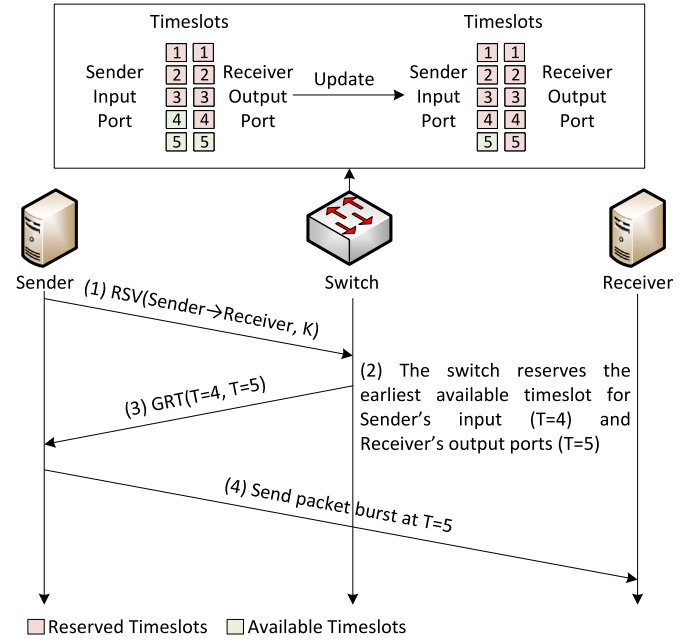 Timeslots
Timeslots
1 1
1 1
Sender
Input
Port
2 2
3 3
4 4
5 5
Receiver
Output
Port
Update
Sender
Input
Port
2 2
3 3
4 4
5 5
Receiver
Output
Port
Sender
Switch
Receiver
(1) RSV(Sender→Receiver, K)
(2) The switch reserves the
earliest available timeslot for
Sender's input (T=4) and
Receiver's output ports (T=5)
(3) GRT(T=4, T=5)
(4) Send packet burst at T=5
Reserved Timeslots
Available Timeslots